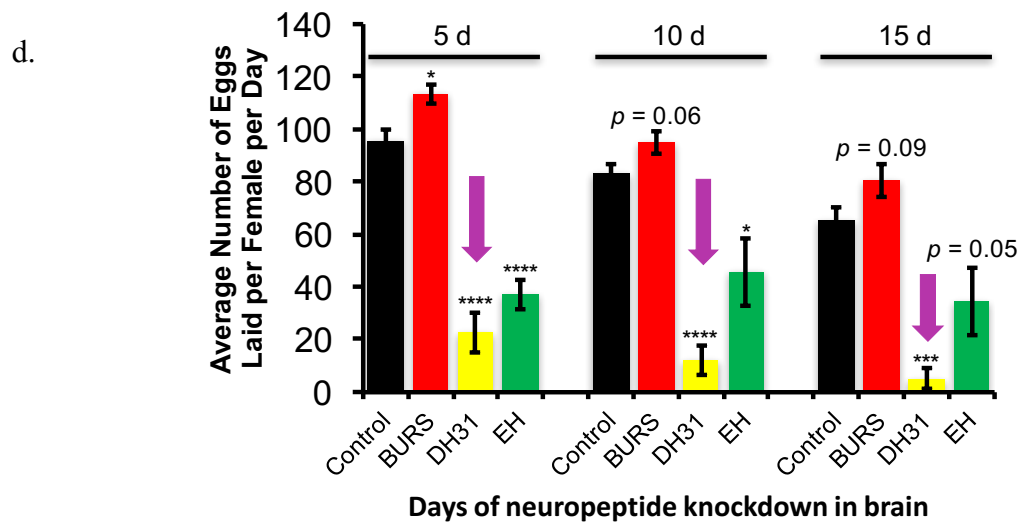 d.
Average Number of Eggs
Laid per Female per Day
140
120
100
80
60
40
20
0
5 d
10 d
15 d
*
****
****
p = 0.06
****
*
p = 0.09
***
p = 0.05
Control
BURS
DH31
EH
Control
BURS
DH31
EH
Control
BURS
DH31
EH
Days of neuropeptide knockdown in brain